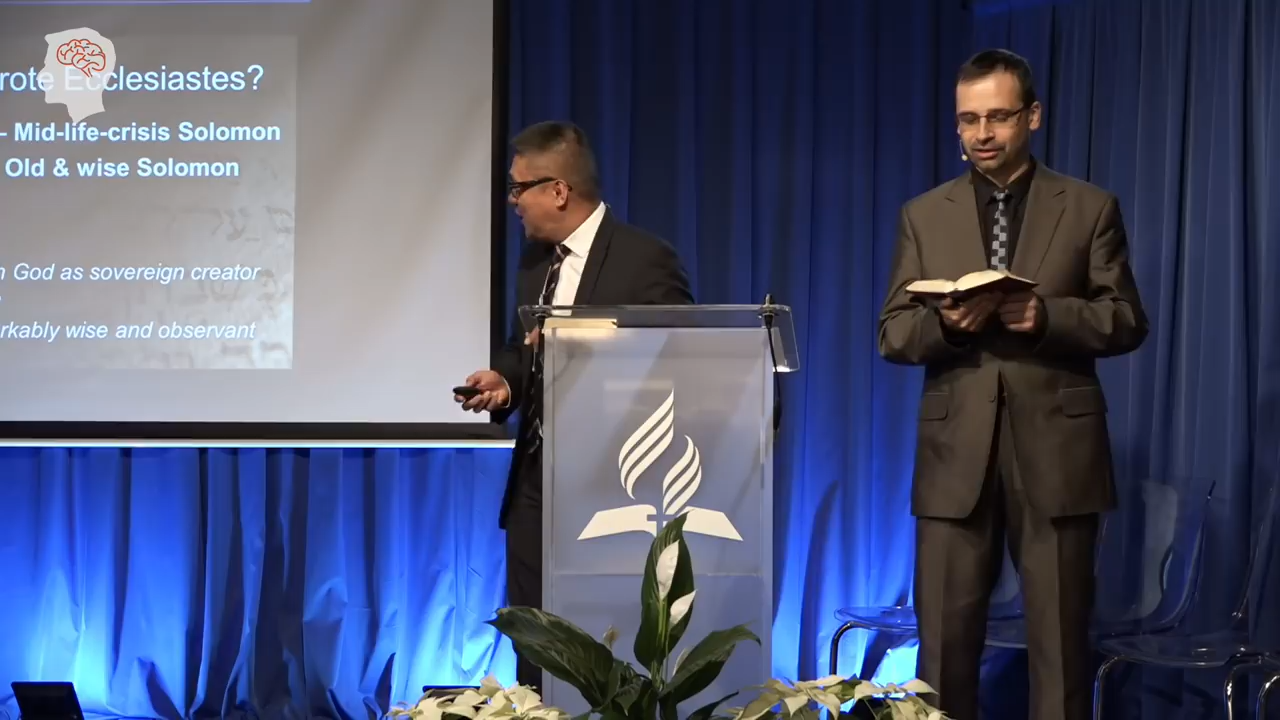 rote Ecclesiastes?
– Mid-life-crisis Solomon
Old & wise Solomon
n God as sovereign creator
rkably wise and observant